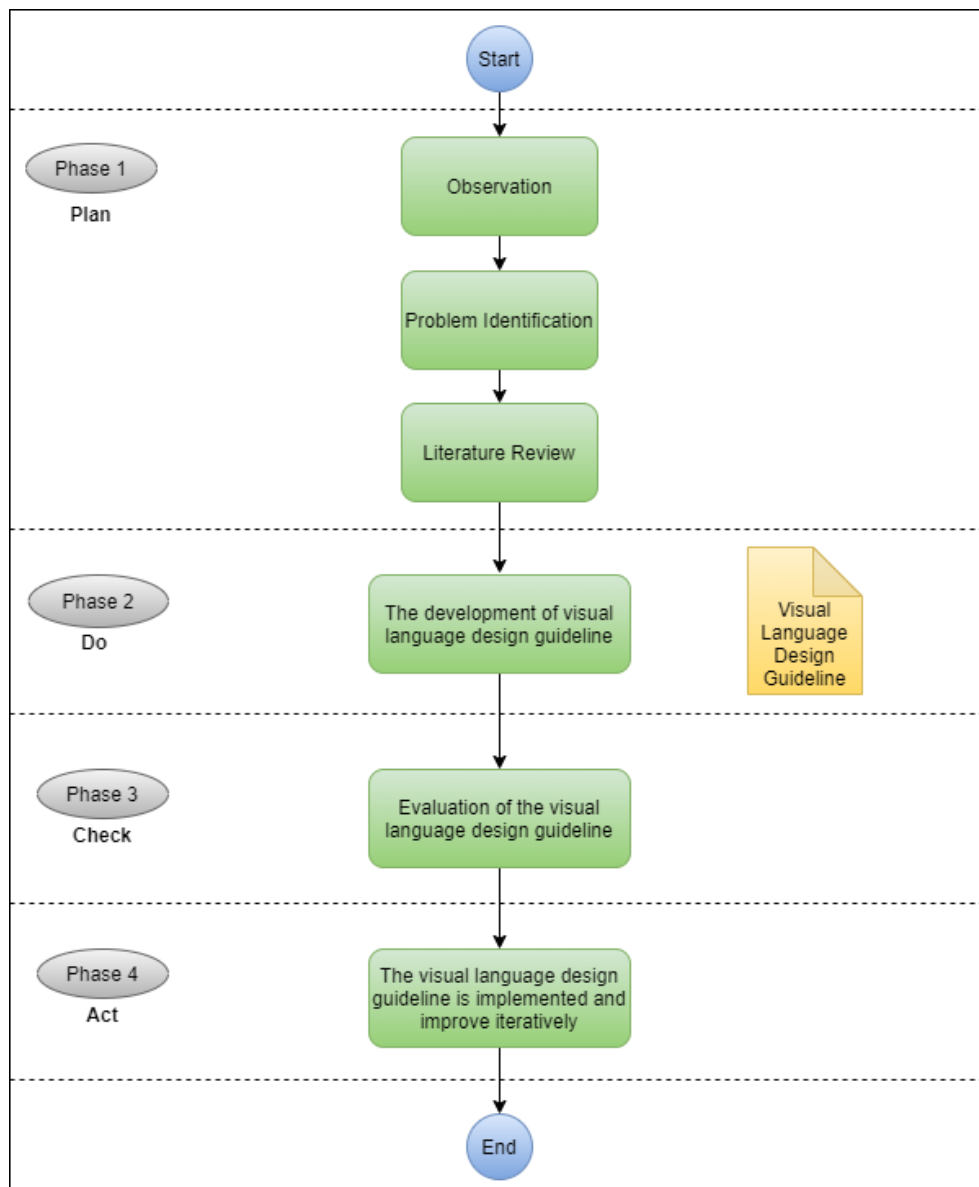 Start
Phase 1
Plan
Observation
Problem Identification
Literature Review
Phase 2
Do
The development of visual
language design guideline
Visual
Language
Design
Guideline
Phase 3
Check
Evaluation of the visual
language design guideline
Phase 4
Act
The visual language design
guideline is implemented and
improve iteratively
End